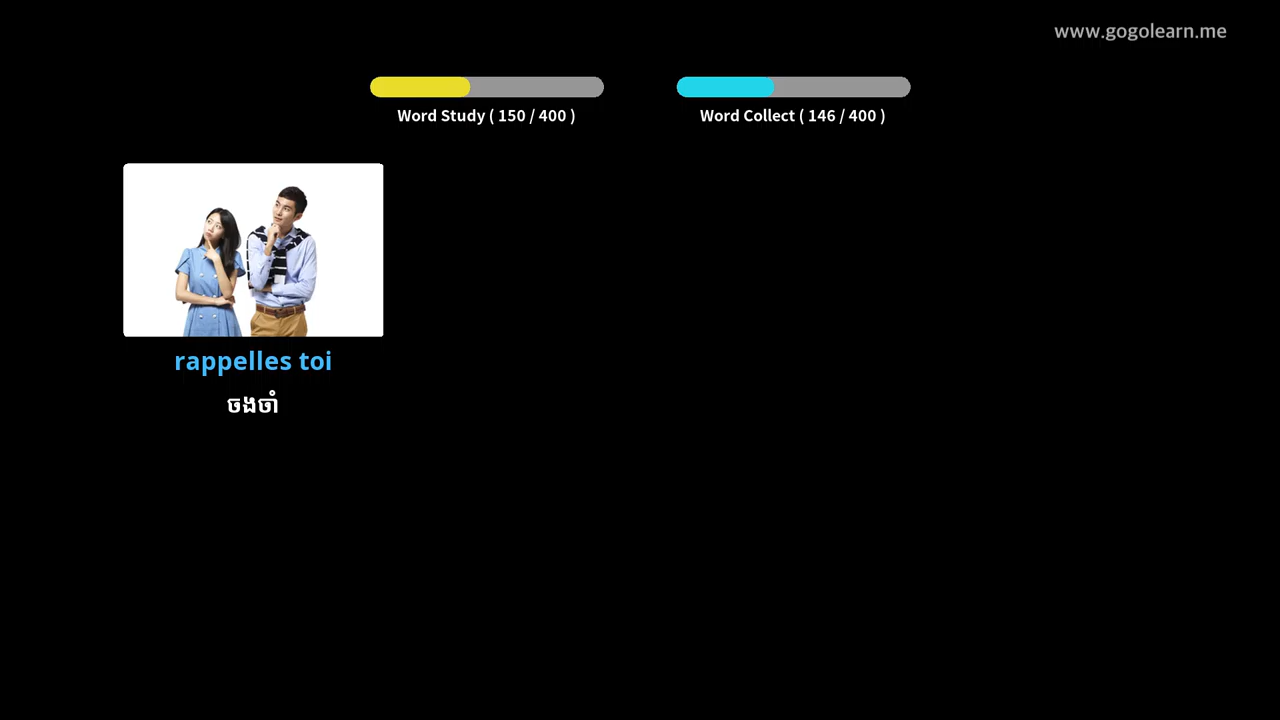 www.gogolearn.me
Word Study ( 150 / 400 )
Word Collect ( 146 / 400 )
rappelles toi
ចងចាំ